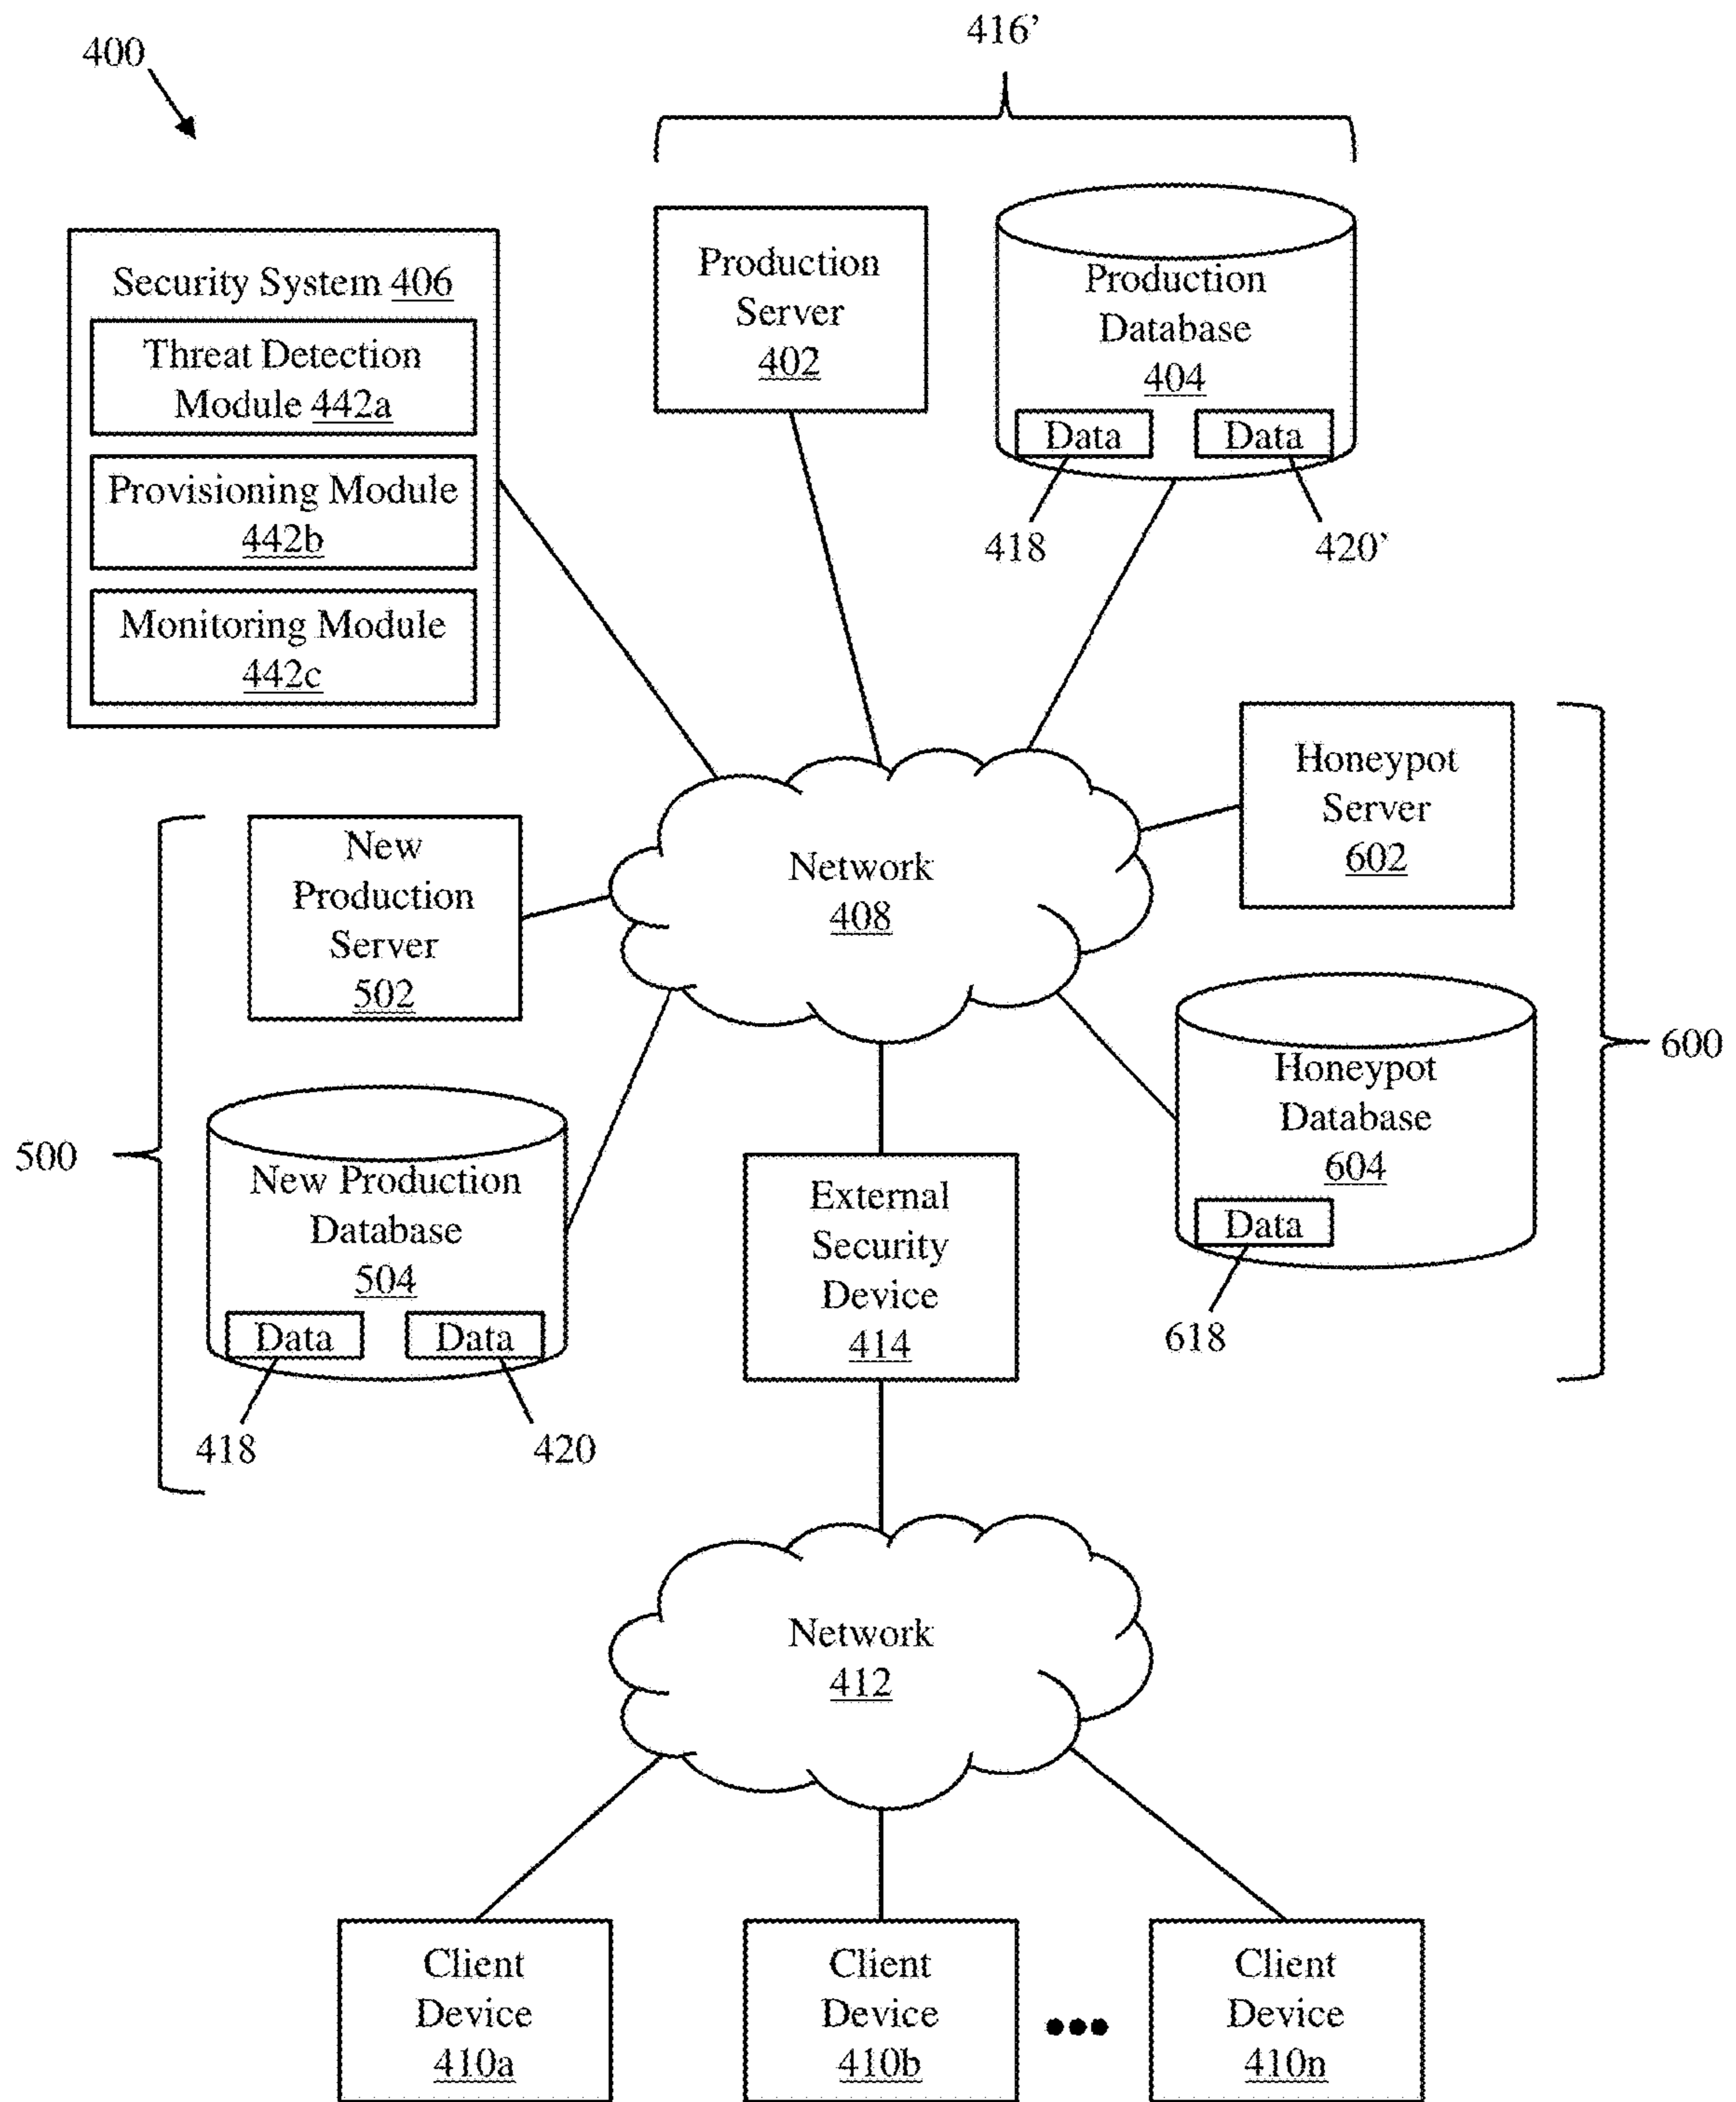 400
416’
Security System 406
Threat Detection
Module 442a
Provisioning Module
442b
Monitoring Module
442c
Production
Server
402
Production
Database
404
Data
Data
418
420’
Network
408
Honeypot
Server
602
New
Production
Server
502
Honeypot
Database
604
Data
618
600
500
New Production
Database
504
Data
Data
418
420
External
Security
Device
414
Network
412
Client
Device
410a
Client
Device
410b
Client
Device
410n